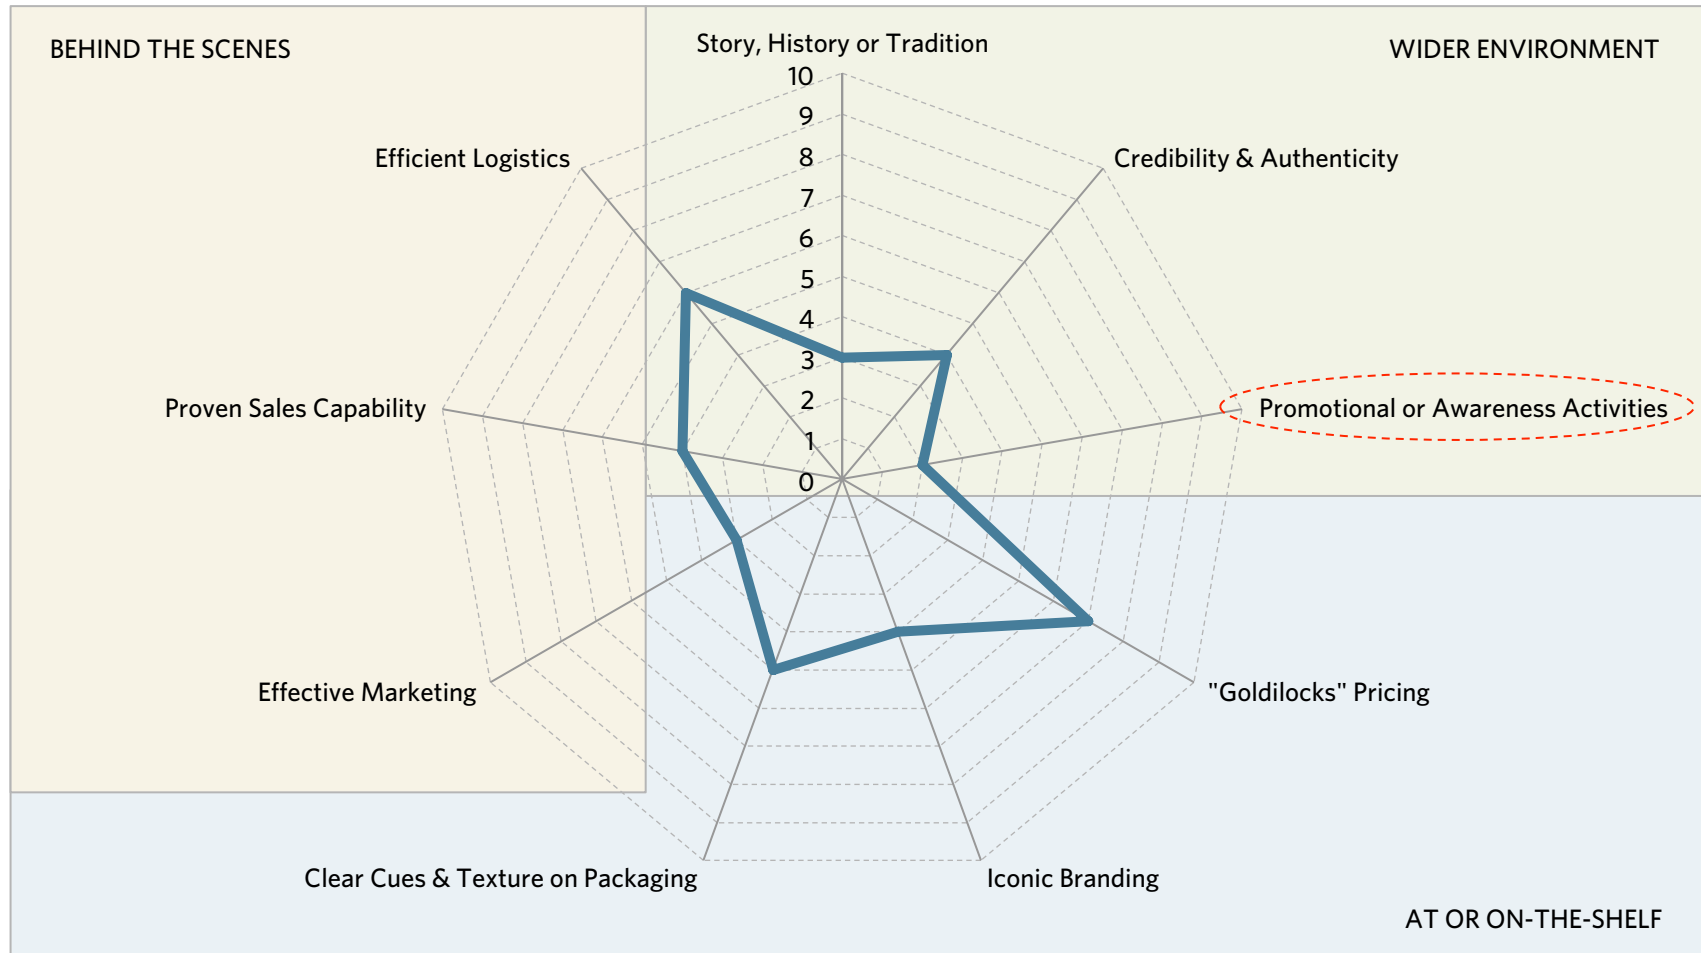 BEHIND THE SCENES
WIDER ENVIRONMENT
Story, History or Tradition
10
9
8
7
6
5
4
3
2
1
0
Efficient Logistics
Credibility & Authenticity
Proven Sales Capability
Promotional or Awareness Activities
Effective Marketing
"Goldilocks" Pricing
Clear Cues & Texture on Packaging
Iconic Branding
AT OR ON-THE-SHELF